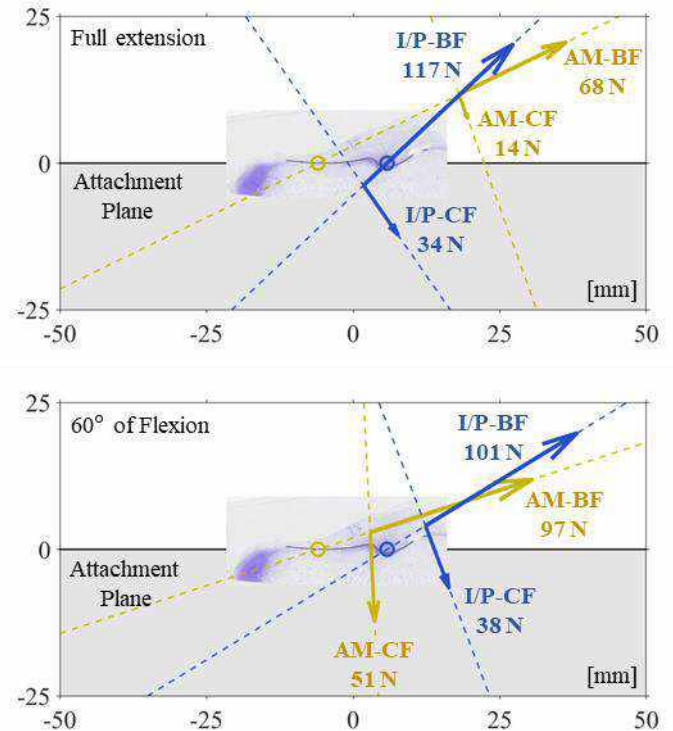 25
Full extension
I/P-BF
117 N
AM-BF
68 N
AM-CF
14 N
0
Attachment
Plane
I/P-CF
34 N
-25
[mm]
-50 -25 0 25 50
25
60° of Flexion
I/P-BF
101 N
AM-BF
97 N
0
Attachment
Plane
I/P-CF
38 N
AM-CF
51 N
-25
[mm]
-50 -25 0 25 50